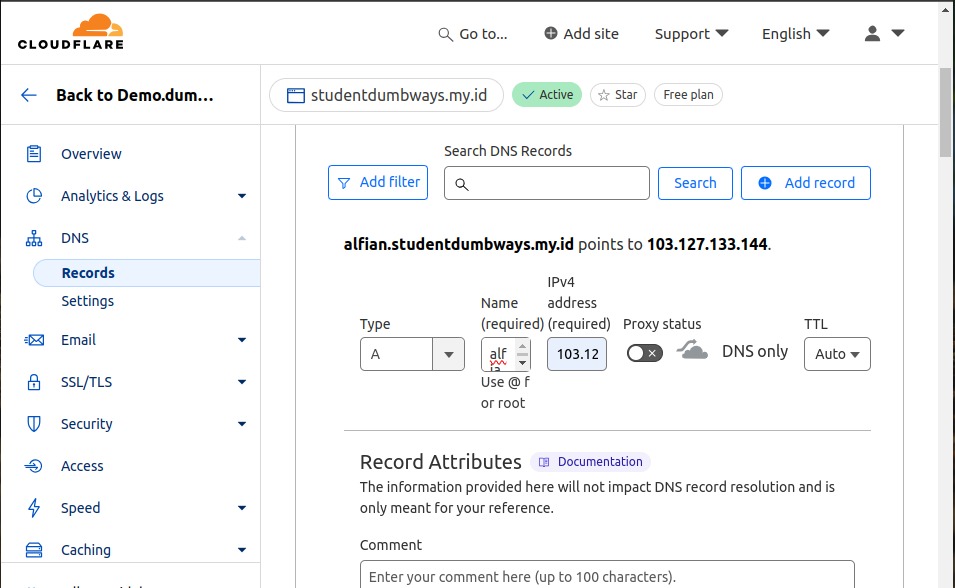 CLOUDFLARE
Go to...
Add site
Support
English
Back to Demo.dum...
studentdumbways.my.id
Active
Star
Free plan
Overview
Analytics & Logs
DNS
Records
Settings
Email
SSL/TLS
Security
Access
Speed
Caching
Search DNS Records
Add filter
Search
Add record
alfian.studentdumbways.my.id points to 103.127.133.144.
Type
A
Name
(required)
alf
ia
Use @ f
or root
IPv4
address
(required)
103.12
Proxy status
DNS only
TTL
Auto
Record Attributes
Documentation
The information provided here will not impact DNS record resolution and is
only meant for your reference.
Comment
Enter your comment here (up to 100 characters).